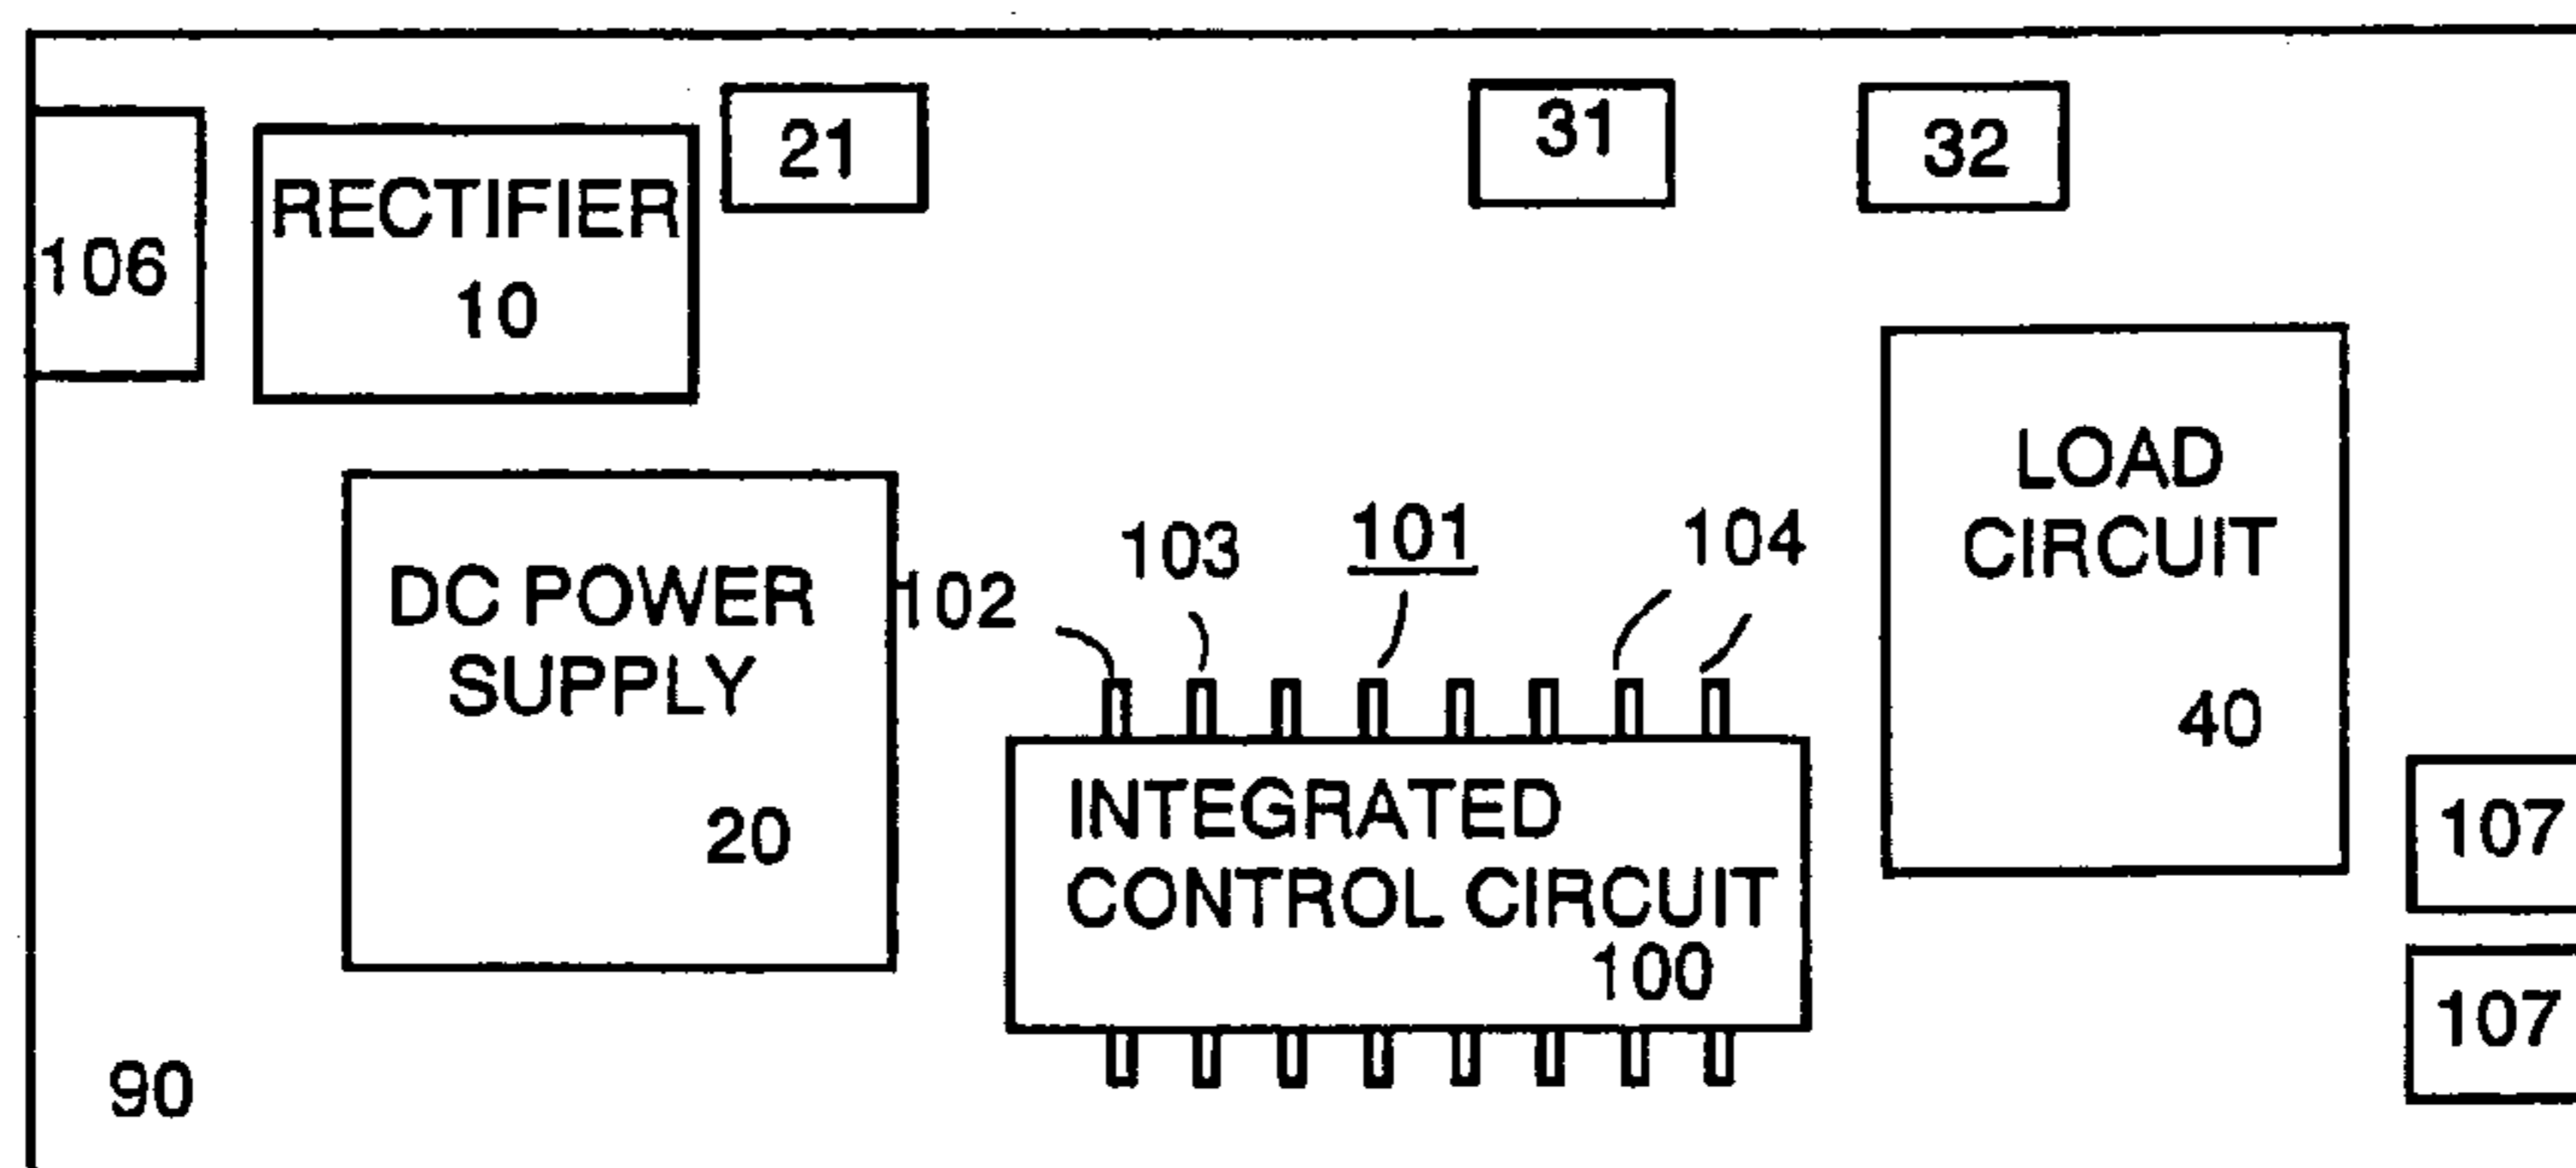 21
31
32
106
RECTIFIER
10
LOAD
CIRCUIT
40
DC POWER
SUPPLY
20
102
103
101
104
INTEGRATED
CONTROL CIRCUIT
100
107
107
90